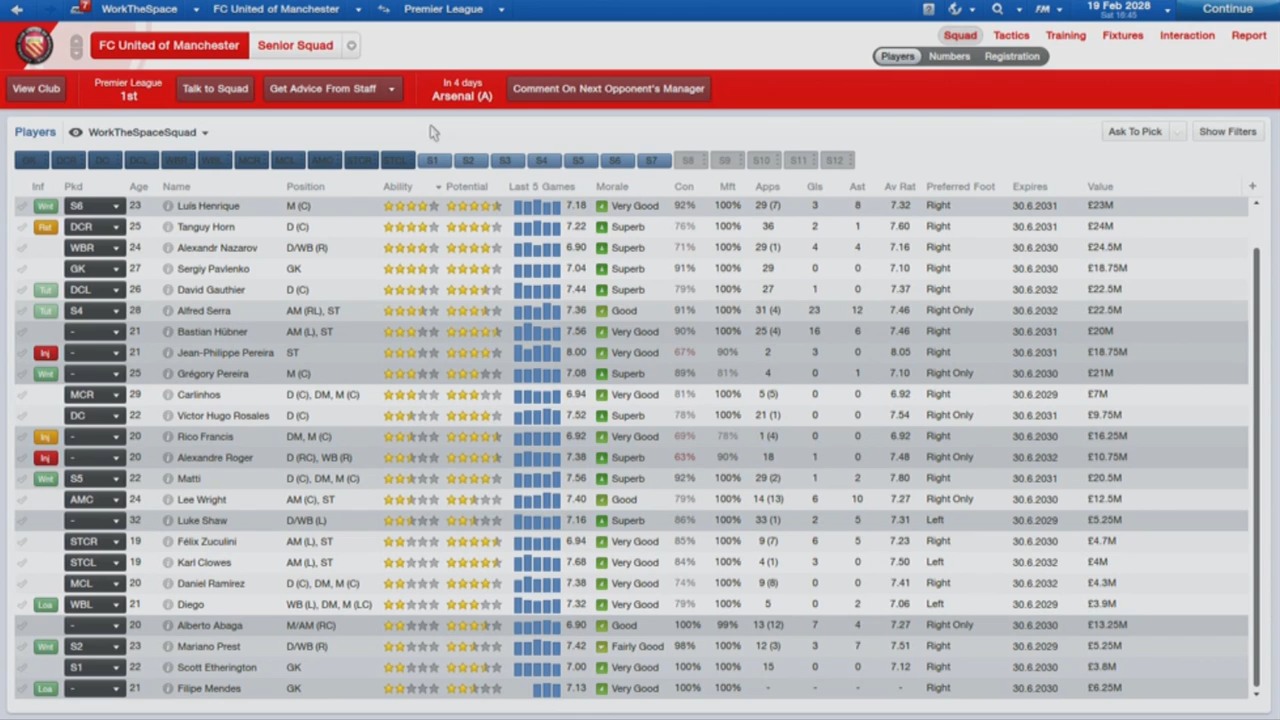 7 WorkTheSpace FC United of Manchester Premier League FM 19 Feb 2028 Sat 16:45 Continue
FC United of Manchester Senior Squad Squad Tactics Training Fixtures Interaction Report
Players Numbers Registration
View Club Premier League 1st Talk to Squad Get Advice From Staff In 4 days Arsenal (A) Comment On Next Opponent's Manager
Players WorkTheSpaceSquad Ask To Pick Show Filters
GK DCR DC DCL WBR WBL MCR MCL AMC STCR STCL S1 S2 S3 S4 S5 S6 S7 S8 S9 S10 S11 S12
Inf Pkd Age Name Position Ability Potential Last 5 Games Morale Con Mft Apps Gls Ast Av Rat Preferred Foot Expires Value
Wnt S6 23 Luis Henrique M (C) 7.18 Very Good 92% 100% 29 (7) 3 8 7.32 Right 30.6.2031 £23M
Rst DCR 25 Tanguy Horn D (C) 7.22 Superb 76% 100% 36 2 1 7.60 Right 30.6.2031 £24M
WBR 24 Alexandr Nazarov D/WB (R) 6.90 Superb 71% 100% 29 (1) 4 4 7.16 Right 30.6.2030 £24.5M
GK 27 Sergiy Pavlenko GK 7.04 Superb 91% 100% 29 0 0 7.10 Right 30.6.2030 £18.75M
Tut DCL 26 David Gauthier D (C) 7.44 Superb 79% 100% 27 1 0 7.37 Right 30.6.2032 £22.5M
Tut S4 28 Alfred Serra AM (RL), ST 7.36 Good 91% 100% 31 (4) 23 12 7.46 Right Only 30.6.2032 £22.5M
- 21 Bastian Hübner AM (L), ST 7.56 Very Good 90% 100% 25 (4) 16 6 7.46 Right 30.6.2031 £20M
Inj - 21 Jean-Philippe Pereira ST 8.00 Very Good 67% 90% 2 3 0 8.05 Right 30.6.2031 £18.75M
Wnt - 25 Grégory Pereira M (C) 7.08 Superb 89% 81% 4 0 1 7.10 Right Only 30.6.2030 £21M
MCR 29 Carlinhos D (C), DM, M (C) 6.94 Very Good 81% 100% 5 (5) 0 0 6.92 Right 30.6.2029 £7M
DC 22 Víctor Hugo Rosales D (C) 7.52 Superb 78% 100% 21 (1) 0 0 7.54 Right Only 30.6.2031 £9.75M
Inj - 20 Rico Francis DM, M (C) 6.92 Very Good 69% 78% 1 (4) 0 0 6.92 Right 30.6.2030 £16.25M
Inj - 20 Alexandre Roger D (RC), WB (R) 7.38 Superb 63% 90% 18 1 0 7.48 Right Only 30.6.2032 £10.75M
Wnt S5 22 Matti D (C), DM, M (C) 7.56 Superb 92% 100% 29 (2) 1 2 7.80 Right 30.6.2031 £20.5M
AMC 24 Lee Wright AM (C), ST 7.40 Good 79% 100% 14 (13) 6 10 7.27 Right Only 30.6.2030 £12.5M
- 32 Luke Shaw D/WB (L) 7.16 Superb 86% 100% 33 (1) 2 5 7.31 Left 30.6.2029 £5.25M
STCR 19 Félix Zuculini AM (L), ST 6.94 Very Good 85% 100% 9 (7) 6 5 7.23 Right 30.6.2030 £4.7M
STCL 19 Karl Clowes AM (L), ST 7.68 Very Good 84% 100% 4 (1) 3 0 7.50 Left 30.6.2032 £4M
MCL 20 Daniel Ramírez D (C), DM, M (C) 7.38 Very Good 74% 100% 9 (8) 0 0 7.41 Right 30.6.2030 £4.3M
Loa WBL 21 Diego WB (L), DM, M (LC) 7.32 Very Good 79% 100% 5 0 2 7.06 Left 30.6.2029 £3.9M
- 20 Alberto Abaga M/AM (RC) 6.90 Good 100% 99% 13 (12) 7 4 7.27 Right Only 30.6.2030 £13.25M
Wnt S2 23 Mariano Prest D/WB (R) 7.42 Fairly Good 98% 100% 12 (3) 3 7 7.51 Right 30.6.2029 £5.25M
S1 22 Scott Etherington GK 7.00 Very Good 100% 100% 15 0 0 7.12 Right 30.6.2030 £3.8M
Loa - 21 Filipe Mendes GK 7.13 Very Good 100% 100% - - - - Right 30.6.2029 £6.25M